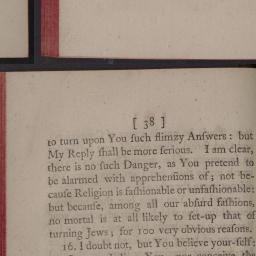 [ 38 ]
to turn upon You ſuch flimzy Anſwers: but
My Reply ſhall be more ſerious. I am clear,
there is no ſuch Danger, as You pretend to
be alarmed with apprehenſions of; not be-
cauſe Religion is faſhionable or unfaſhionable:
but becauſe, among all our abſurd faſhions,
no mortal is at all likely to ſet-up that of
turning Jews; for 100 very obvious reaſons.
16. I doubt not, but You believe your-ſelf: